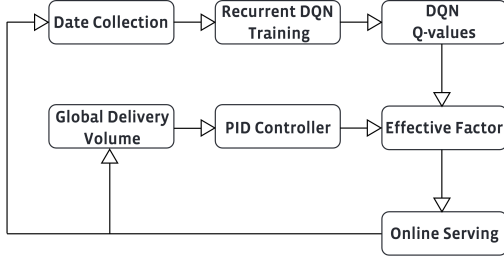 Date Collection
Recurrent DQN
Training
DQN
Q-values
Global Delivery
Volume
PID Controller
Effective Factor
Online Serving